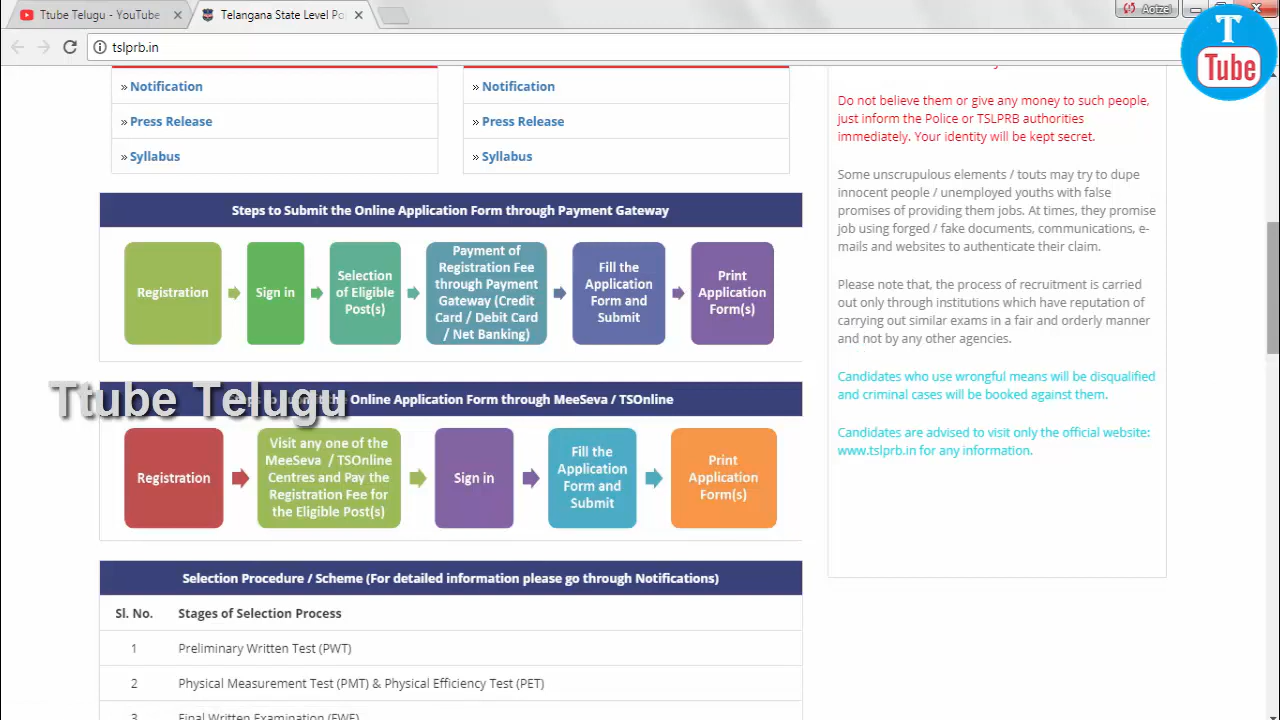 Ttube Telugu - YouTube
Telangana State Level Po
Aotzei
tslprb.in
T
Tube
» Notification
» Press Release
» Syllabus
» Notification
» Press Release
» Syllabus
Steps to Submit the Online Application Form through Payment Gateway
Registration
Sign in
Selection
of Eligible
Post(s)
Payment of
Registration Fee
through Payment
Gateway (Credit
Card / Debit Card
/ Net Banking)
Fill the
Application
Form and
Submit
Print
Application
Form(s)
Ttube Telugu
Online Application Form through MeeSeva / TSOnline
Registration
Visit any one of the
MeeSeva / TSOnline
Centres and Pay the
Registration Fee for
the Eligible Post(s)
Sign in
Fill the
Application
Form and
Submit
Print
Application
Form(s)
Selection Procedure / Scheme (For detailed information please go through Notifications)
Sl. No. Stages of Selection Process
1 Preliminary Written Test (PWT)
2 Physical Measurement Test (PMT) & Physical Efficiency Test (PET)
3 Final Written Examination (FWE)
Do not believe them or give any money to such people,
just inform the Police or TSLPRB authorities
immediately. Your identity will be kept secret.
Some unscrupulous elements / touts may try to dupe
innocent people / unemployed youths with false
promises of providing them jobs. At times, they promise
job using forged / fake documents, communications, e-
mails and websites to authenticate their claim.
Please note that, the process of recruitment is carried
out only through institutions which have reputation of
carrying out similar exams in a fair and orderly manner
and not by any other agencies.
Candidates who use wrongful means will be disqualified
and criminal cases will be booked against them.
Candidates are advised to visit only the official website:
www.tslprb.in for any information.